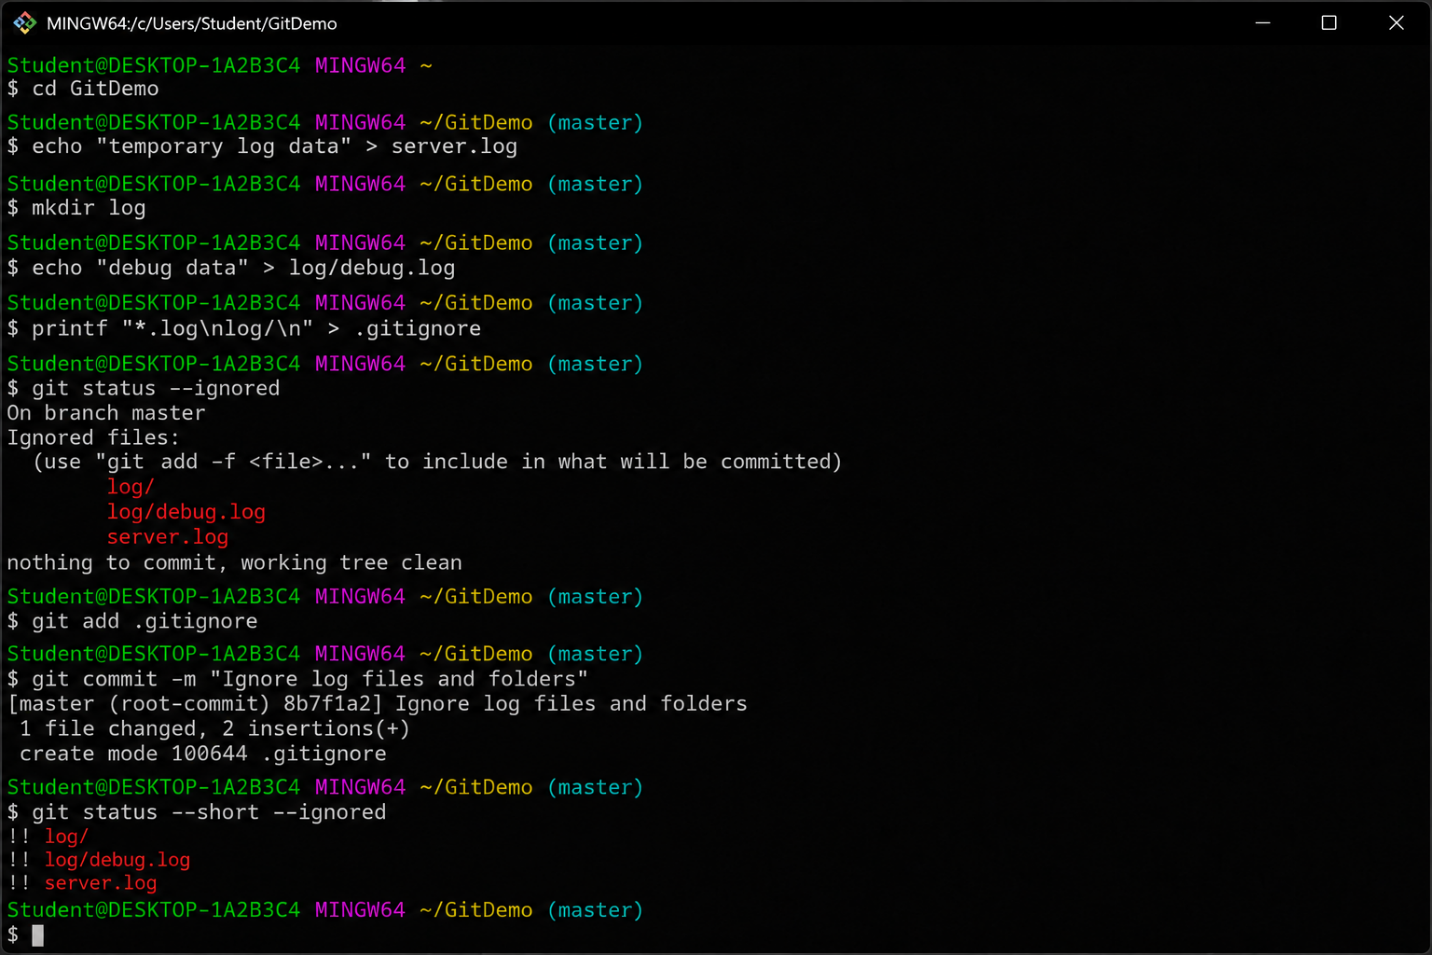 MINGW64:/c/Users/Student/GitDemo
Student@DESKTOP-1A2B3C4 MINGW64 ~
$ cd GitDemo
Student@DESKTOP-1A2B3C4 MINGW64 ~/GitDemo (master)
$ echo "temporary log data" > server.log
Student@DESKTOP-1A2B3C4 MINGW64 ~/GitDemo (master)
$ mkdir log
Student@DESKTOP-1A2B3C4 MINGW64 ~/GitDemo (master)
$ echo "debug data" > log/debug.log
Student@DESKTOP-1A2B3C4 MINGW64 ~/GitDemo (master)
$ printf "*.log\nlog/\n" > .gitignore
Student@DESKTOP-1A2B3C4 MINGW64 ~/GitDemo (master)
$ git status --ignored
On branch master
Ignored files:
  (use "git add -f <file>..." to include in what will be committed)
        log/
        log/debug.log
        server.log
nothing to commit, working tree clean
Student@DESKTOP-1A2B3C4 MINGW64 ~/GitDemo (master)
$ git add .gitignore
Student@DESKTOP-1A2B3C4 MINGW64 ~/GitDemo (master)
$ git commit -m "Ignore log files and folders"
[master (root-commit) 8b7f1a2] Ignore log files and folders
 1 file changed, 2 insertions(+)
 create mode 100644 .gitignore
Student@DESKTOP-1A2B3C4 MINGW64 ~/GitDemo (master)
$ git status --short --ignored
!! log/
!! log/debug.log
!! server.log
Student@DESKTOP-1A2B3C4 MINGW64 ~/GitDemo (master)
$